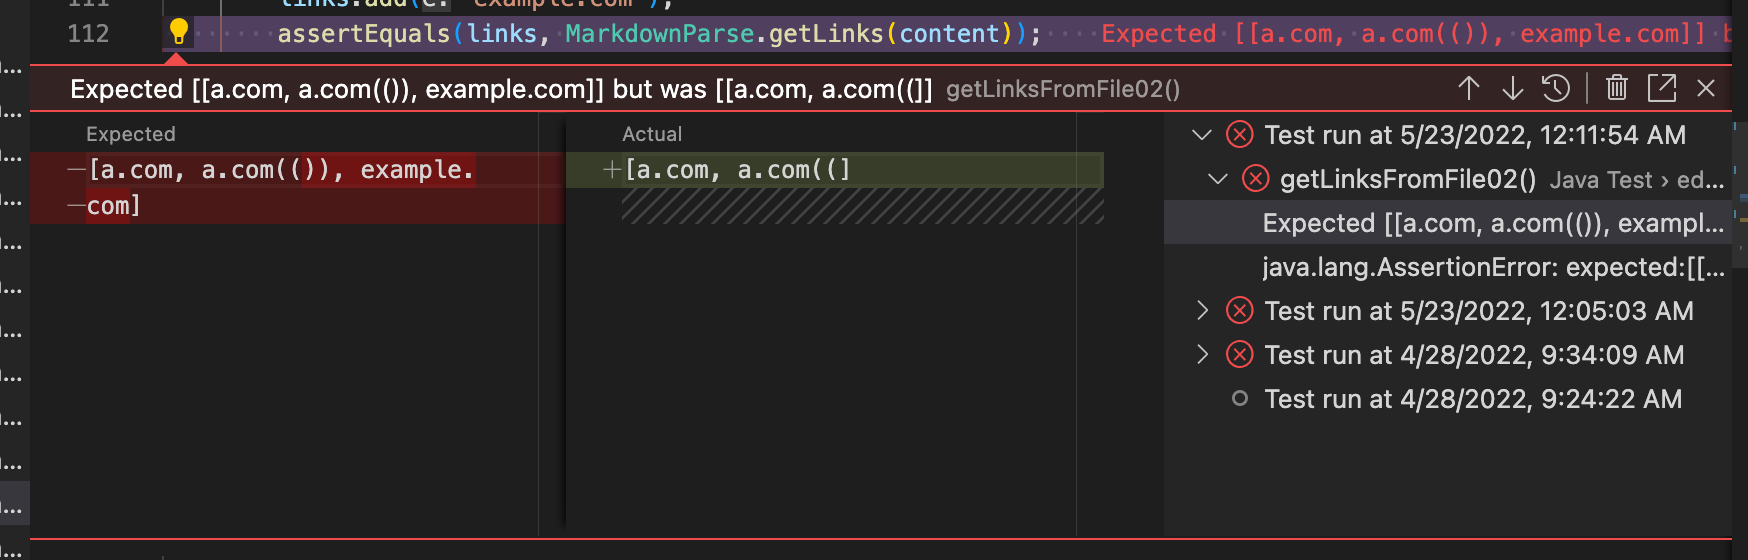 111 links.add(e: "example.com");
112 assertEquals(links, MarkdownParse.getLinks(content)); Expected [[a.com, a.com(()), example.com]] b
Expected [[a.com, a.com(()), example.com]] but was [[a.com, a.com((]] getLinksFromFile02()
Expected
Actual
[a.com, a.com(()), example.
com]
[a.com, a.com((]
Test run at 5/23/2022, 12:11:54 AM
getLinksFromFile02() Java Test › ed...
Expected [[a.com, a.com(()), exampl...
java.lang.AssertionError: expected:[[...
Test run at 5/23/2022, 12:05:03 AM
Test run at 4/28/2022, 9:34:09 AM
Test run at 4/28/2022, 9:24:22 AM